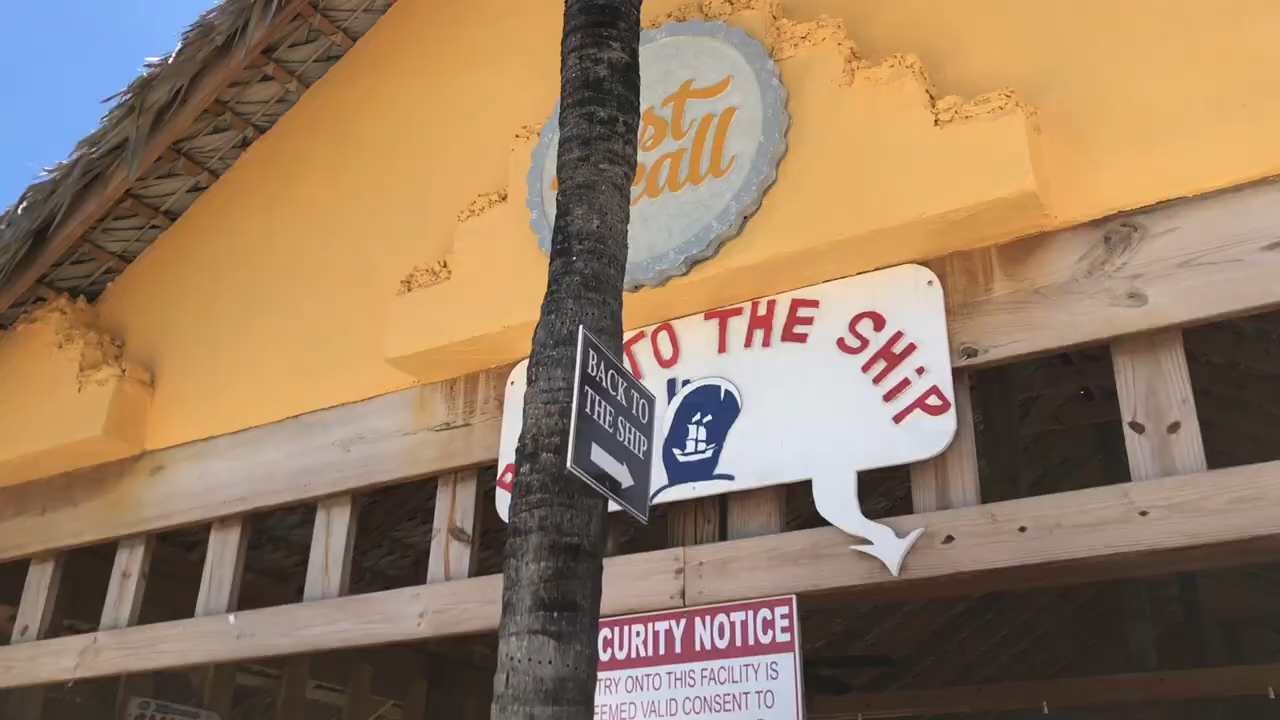 st
call
TO THE SHiP
BACK TO
THE SHIP
CURITY NOTICE
TRY ONTO THIS FACILITY IS
EEMED VALID CONSENT TO